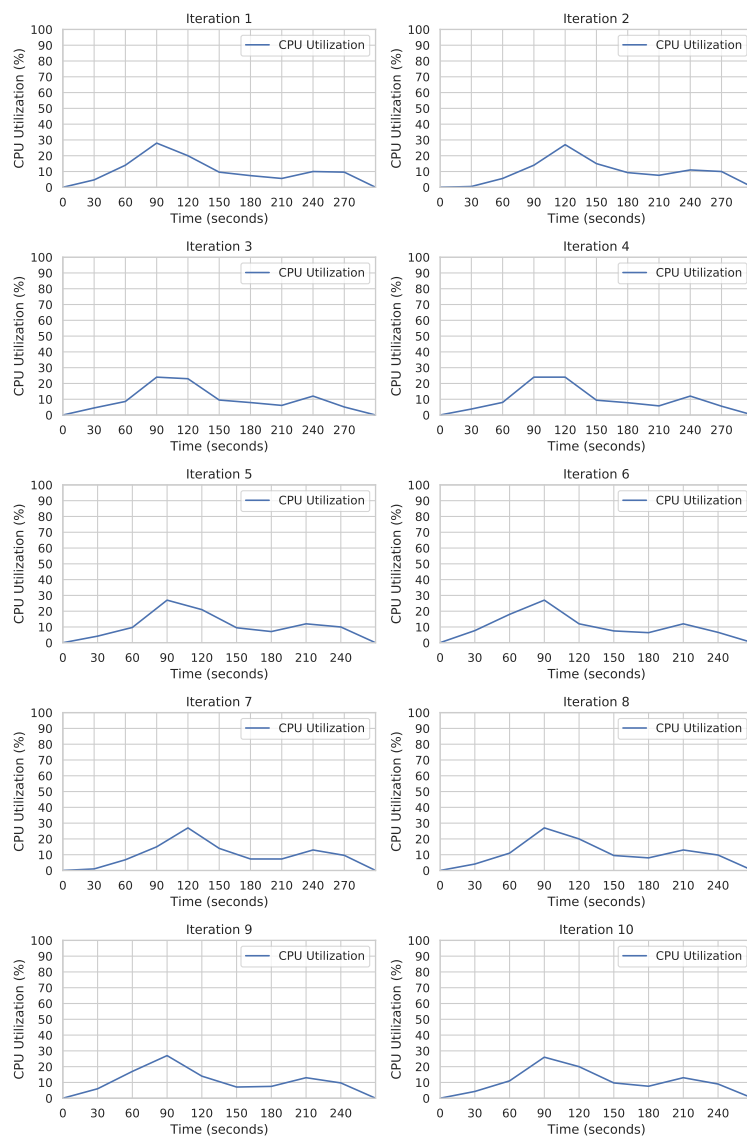 Iteration 1
CPU Utilization (%)
100
90
80
70
60
50
40
30
20
10
0
CPU Utilization
0 30 60 90 120 150 180 210 240 270
Time (seconds)
Iteration 2
CPU Utilization (%)
100
90
80
70
60
50
40
30
20
10
0
CPU Utilization
0 30 60 90 120 150 180 210 240 270
Time (seconds)
Iteration 3
CPU Utilization (%)
100
90
80
70
60
50
40
30
20
10
0
CPU Utilization
0 30 60 90 120 150 180 210 240 270
Time (seconds)
Iteration 4
CPU Utilization (%)
100
90
80
70
60
50
40
30
20
10
0
CPU Utilization
0 30 60 90 120 150 180 210 240 270
Time (seconds)
Iteration 5
CPU Utilization (%)
100
90
80
70
60
50
40
30
20
10
0
CPU Utilization
0 30 60 90 120 150 180 210 240
Time (seconds)
Iteration 6
CPU Utilization (%)
100
90
80
70
60
50
40
30
20
10
0
CPU Utilization
0 30 60 90 120 150 180 210 240
Time (seconds)
Iteration 7
CPU Utilization (%)
100
90
80
70
60
50
40
30
20
10
0
CPU Utilization
0 30 60 90 120 150 180 210 240 270
Time (seconds)
Iteration 8
CPU Utilization (%)
100
90
80
70
60
50
40
30
20
10
0
CPU Utilization
0 30 60 90 120 150 180 210 240
Time (seconds)
Iteration 9
CPU Utilization (%)
100
90
80
70
60
50
40
30
20
10
0
CPU Utilization
0 30 60 90 120 150 180 210 240
Time (seconds)
Iteration 10
CPU Utilization (%)
100
90
80
70
60
50
40
30
20
10
0
CPU Utilization
0 30 60 90 120 150 180 210 240
Time (seconds)